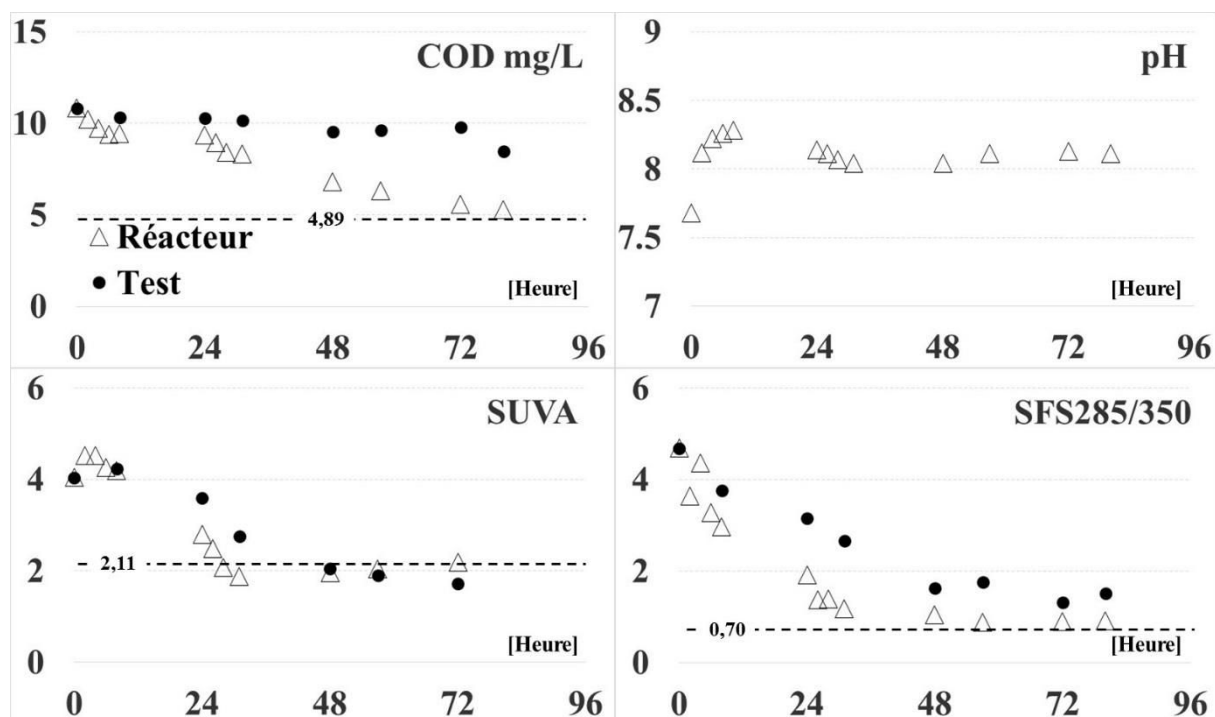 15
COD mg/L
10
5
4,89
Réacteur
Test
0
[Heure]
0 24 48 72 96
9
pH
8.5
8
7.5
7
[Heure]
0 24 48 72 96
6
SUVA
4
2,11
2
[Heure]
0
0 24 48 72 96
6
SFS285/350
4
2
0,70
[Heure]
0
0 24 48 72 96